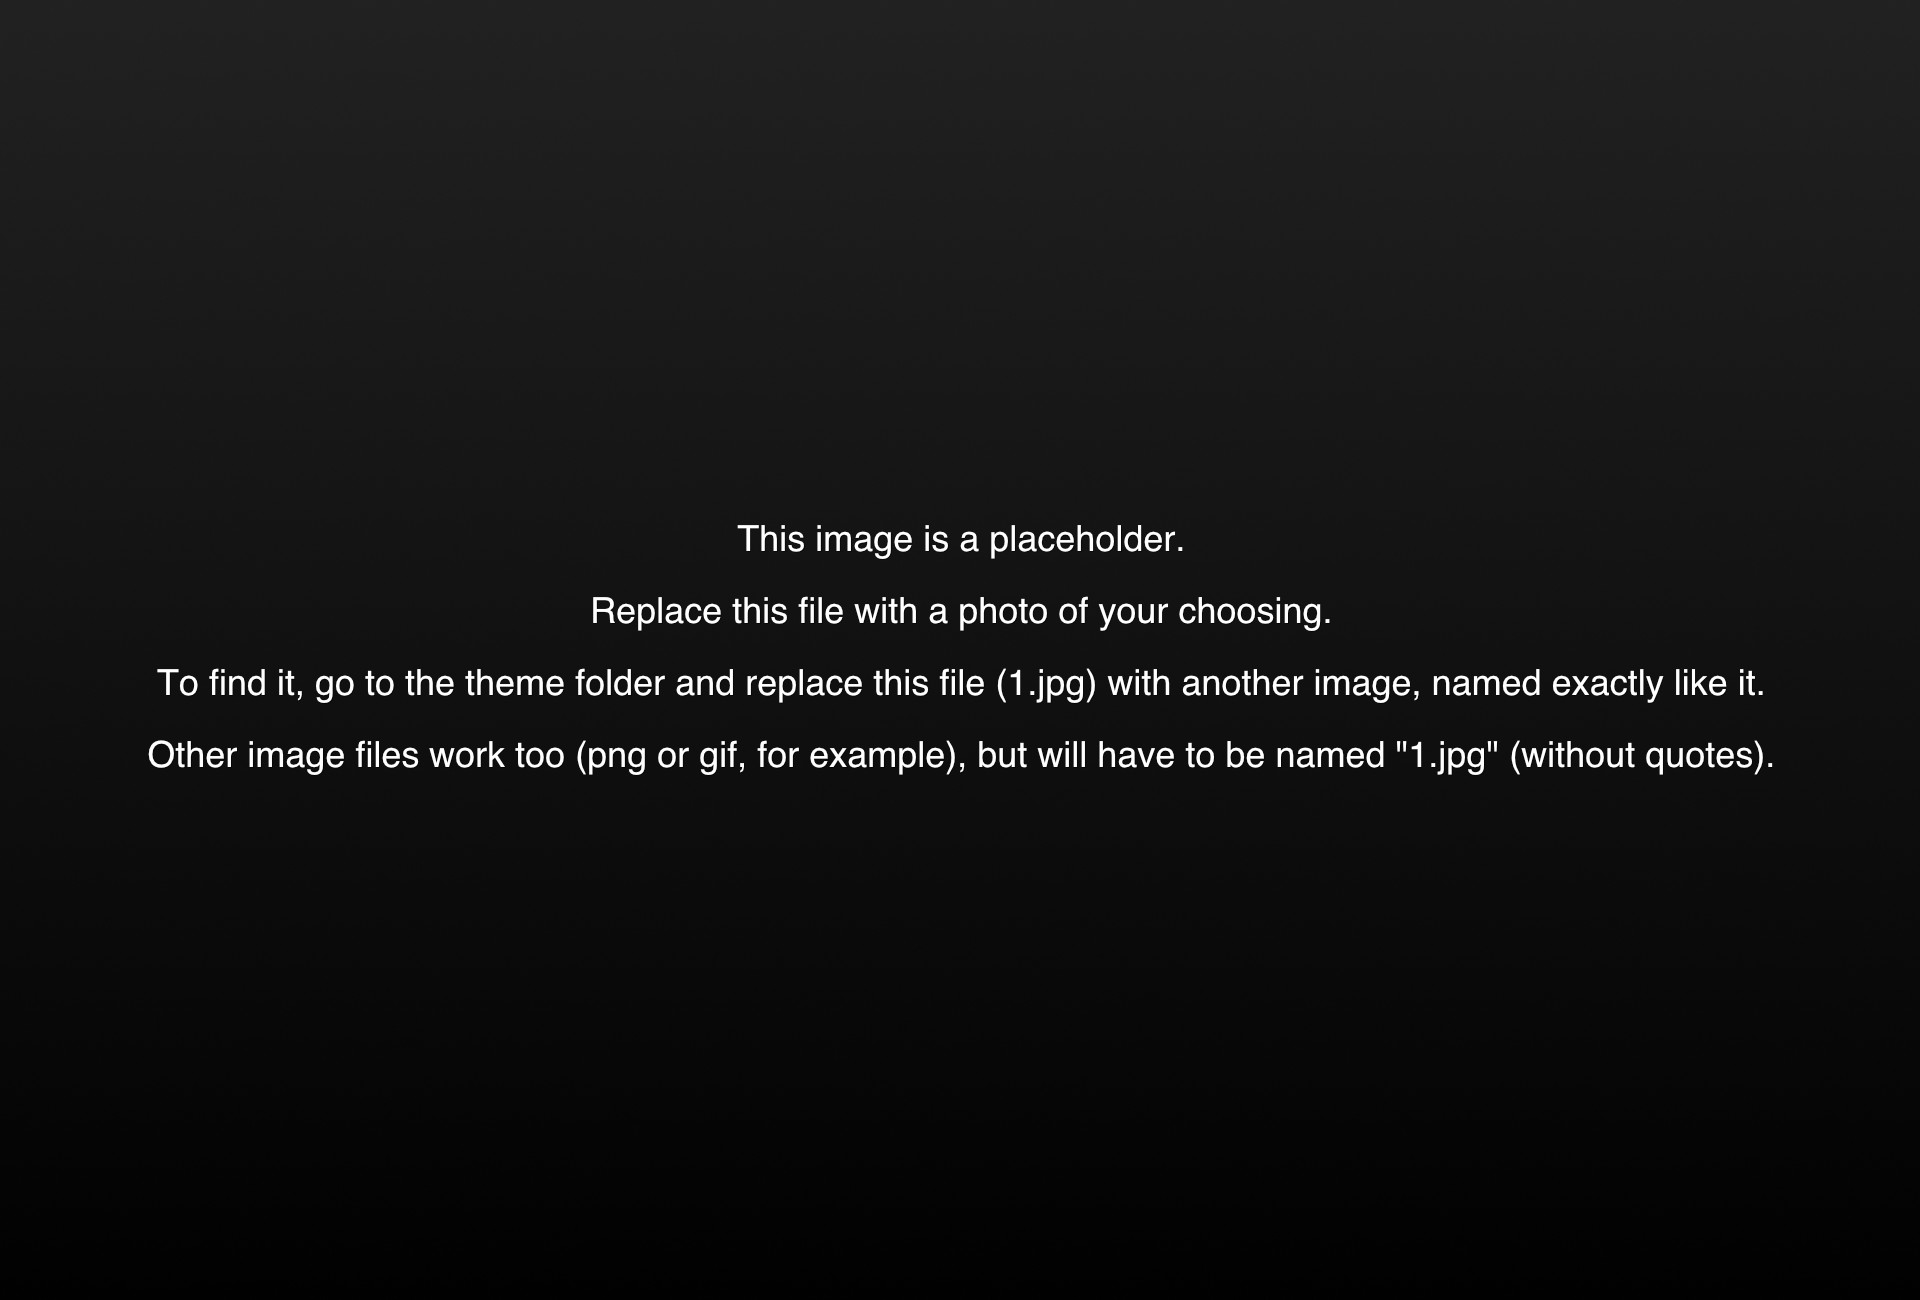 This image is a placeholder.
Replace this file with a photo of your choosing.
To find it, go to the theme folder and replace this file (1.jpg) with another image, named exactly like it.
Other image files work too (png or gif, for example), but will have to be named "1.jpg" (without quotes).